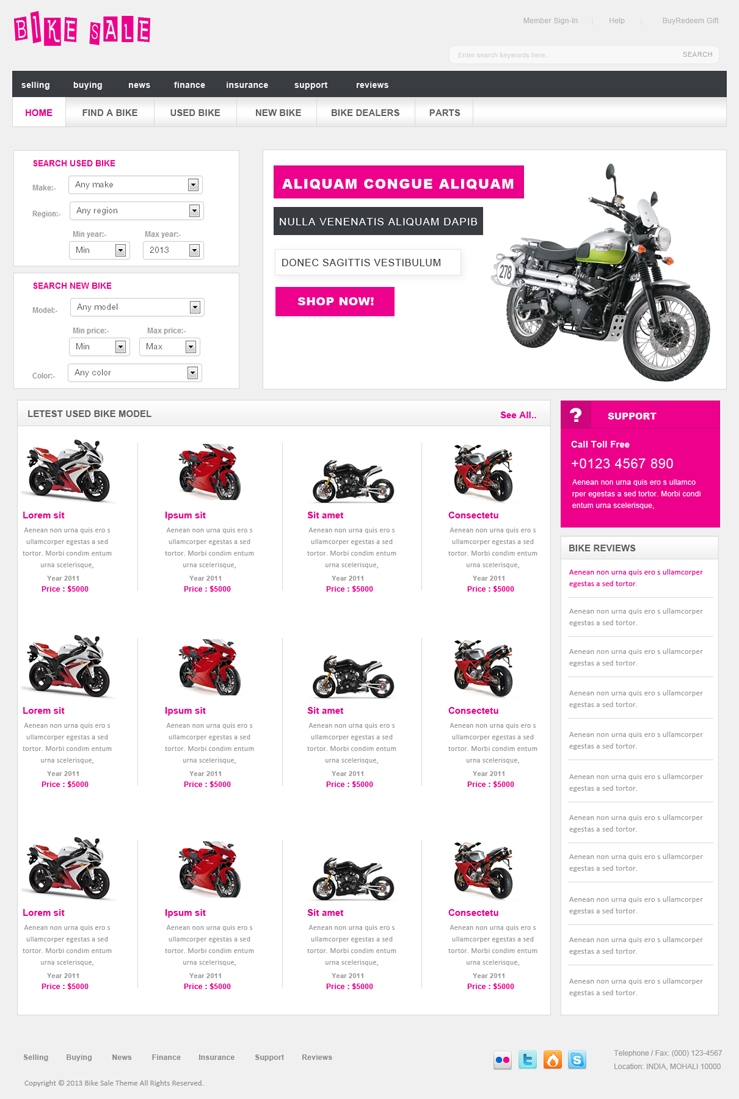 BIKE SALE
Member Sign-In | Help | BuyRedeem Gift
Enter search keywords here... SEARCH
selling buying news finance insurance support reviews
HOME FIND A BIKE USED BIKE NEW BIKE BIKE DEALERS PARTS
SEARCH USED BIKE
Make:- Any make
Region:- Any region
Min year:- Max year:-
Min 2013
SEARCH NEW BIKE
Model:- Any model
Min price:- Max price:-
Min Max
Color:- Any color
ALIQUAM CONGUE ALIQUAM
NULLA VENENATIS ALIQUAM DAPIB
DONEC SAGITTIS VESTIBULUM
SHOP NOW!
278
LETEST USED BIKE MODEL See All..
Lorem sit Ipsum sit Sit amet Consectetu
Aenean non urna quis ero s Aenean non urna quis ero s Aenean non urna quis ero s Aenean non urna quis ero s
ullamcorper egestas a sed ullamcorper egestas a sed ullamcorper egestas a sed ullamcorper egestas a sed
tortor. Morbi condim entum tortor. Morbi condim entum tortor. Morbi condim entum tortor. Morbi condim entum
urna scelerisque, urna scelerisque, urna scelerisque, urna scelerisque,
Year 2011 Year 2011 Year 2011 Year 2011
Price : $5000 Price : $5000 Price : $5000 Price : $5000
Lorem sit Ipsum sit Sit amet Consectetu
Aenean non urna quis ero s Aenean non urna quis ero s Aenean non urna quis ero s Aenean non urna quis ero s
ullamcorper egestas a sed ullamcorper egestas a sed ullamcorper egestas a sed ullamcorper egestas a sed
tortor. Morbi condim entum tortor. Morbi condim entum tortor. Morbi condim entum tortor. Morbi condim entum
urna scelerisque, urna scelerisque, urna scelerisque, urna scelerisque,
Year 2011 Year 2011 Year 2011 Year 2011
Price : $5000 Price : $5000 Price : $5000 Price : $5000
Lorem sit Ipsum sit Sit amet Consectetu
Aenean non urna quis ero s Aenean non urna quis ero s Aenean non urna quis ero s Aenean non urna quis ero s
ullamcorper egestas a sed ullamcorper egestas a sed ullamcorper egestas a sed ullamcorper egestas a sed
tortor. Morbi condim entum tortor. Morbi condim entum tortor. Morbi condim entum tortor. Morbi condim entum
urna scelerisque, urna scelerisque, urna scelerisque, urna scelerisque,
Year 2011 Year 2011 Year 2011 Year 2011
Price : $5000 Price : $5000 Price : $5000 Price : $5000
? SUPPORT
Call Toll Free
+0123 4567 890
Aenean non urna quis ero s ullamco
rper egestas a sed tortor. Morbi condi
entum urna scelerisque,
BIKE REVIEWS
Aenean non urna quis ero s ullamcorper
egestas a sed tortor.
Aenean non urna quis ero s ullamcorper
egestas a sed tortor.
Aenean non urna quis ero s ullamcorper
egestas a sed tortor.
Aenean non urna quis ero s ullamcorper
egestas a sed tortor.
Aenean non urna quis ero s ullamcorper
egestas a sed tortor.
Aenean non urna quis ero s ullamcorper
egestas a sed tortor.
Aenean non urna quis ero s ullamcorper
egestas a sed tortor.
Aenean non urna quis ero s ullamcorper
egestas a sed tortor.
Aenean non urna quis ero s ullamcorper
egestas a sed tortor.
Aenean non urna quis ero s ullamcorper
egestas a sed tortor.
Aenean non urna quis ero s ullamcorper
egestas a sed tortor.
Selling Buying News Finance Insurance Support Reviews
Copyright © 2013 Bike Sale Theme All Rights Reserved.
Telephone / Fax: (000) 123-4567
Location: INDIA, MOHALI 10000